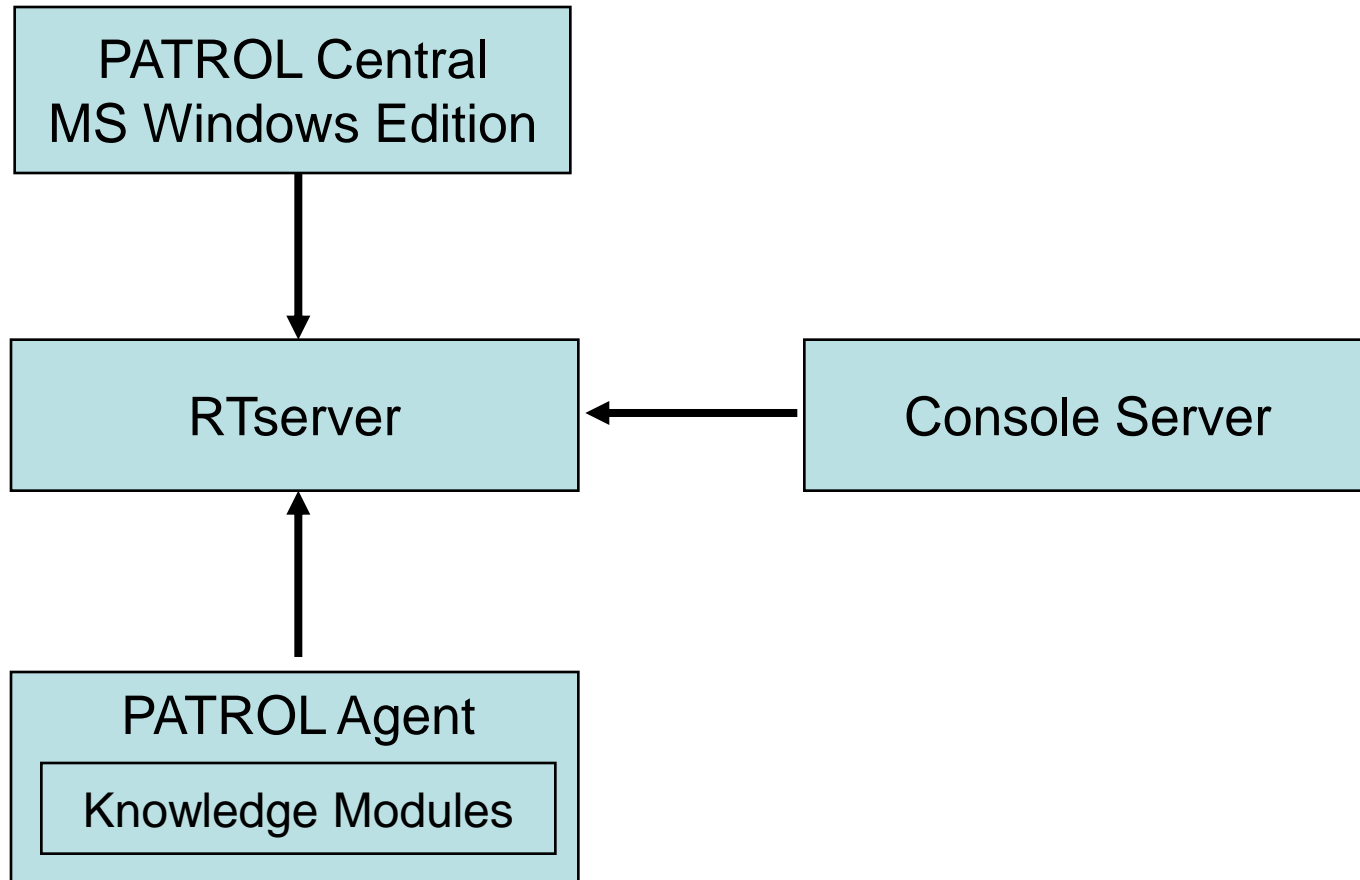 PATROL Central
MS Windows Edition
RTserver
Console Server
PATROL Agent
Knowledge Modules